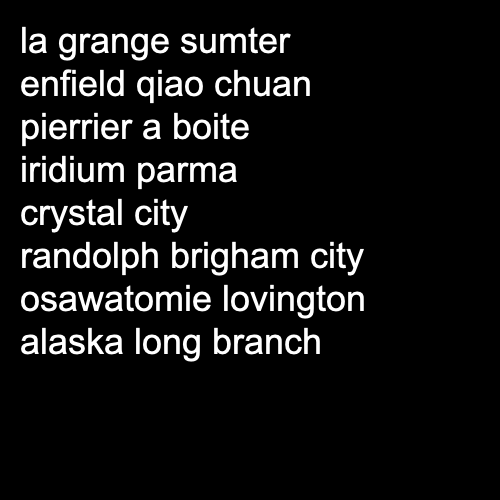 la grange sumter
enfield qiao chuan
pierrier a boite
iridium parma
crystal city
randolph brigham city
osawatomie lovington
alaska long branch